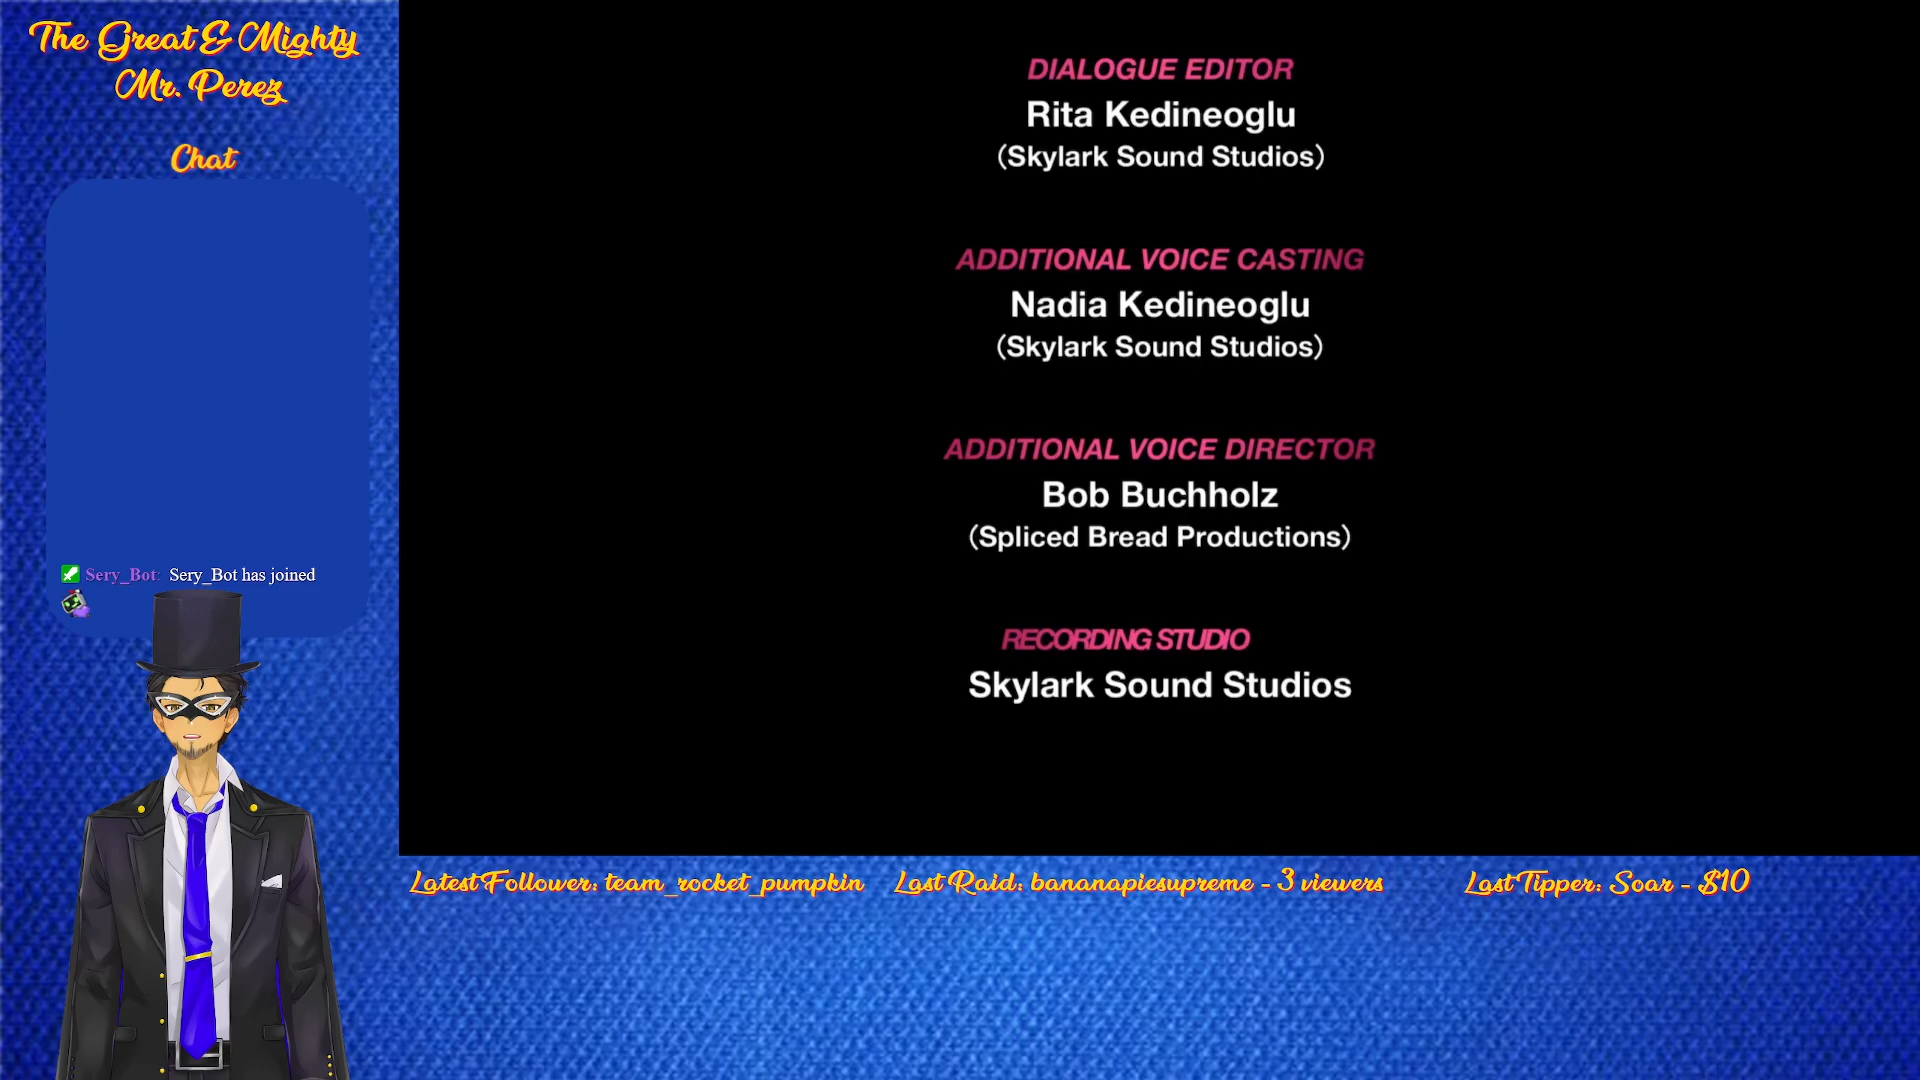 The Great & Mighty
Mr. Perez
Chat
Sery_Bot: Sery_Bot has joined
DIALOGUE EDITOR
Rita Kedineoglu
(Skylark Sound Studios)
ADDITIONAL VOICE CASTING
Nadia Kedineoglu
(Skylark Sound Studios)
ADDITIONAL VOICE DIRECTOR
Bob Buchholz
(Spliced Bread Productions)
RECORDING STUDIO
Skylark Sound Studios
Latest Follower: team_rocket_pumpkin
Last Raid: bananapiesupreme - 3 viewers
Last Tipper: Soar - $10